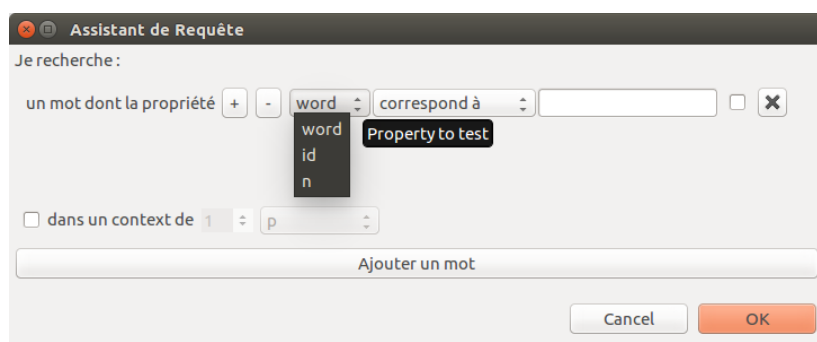 Assistant de Requête
Je recherche :
un mot dont la propriété + - word correspond à
word Property to test
id
n
dans un context de 1 p
Ajouter un mot
Cancel OK